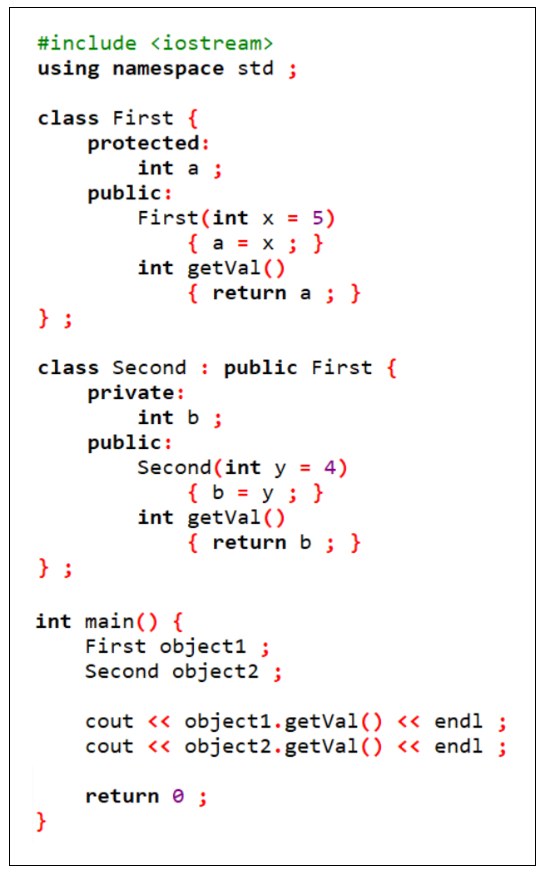 #include <iostream>
using namespace std ;

class First {
    protected:
        int a ;
    public:
        First(int x = 5)
            { a = x ; }
        int getVal()
            { return a ; }
} ;

class Second : public First {
    private:
        int b ;
    public:
        Second(int y = 4)
            { b = y ; }
        int getVal()
            { return b ; }
} ;

int main() {
    First object1 ;
    Second object2 ;

    cout << object1.getVal() << endl ;
    cout << object2.getVal() << endl ;

    return 0 ;
}